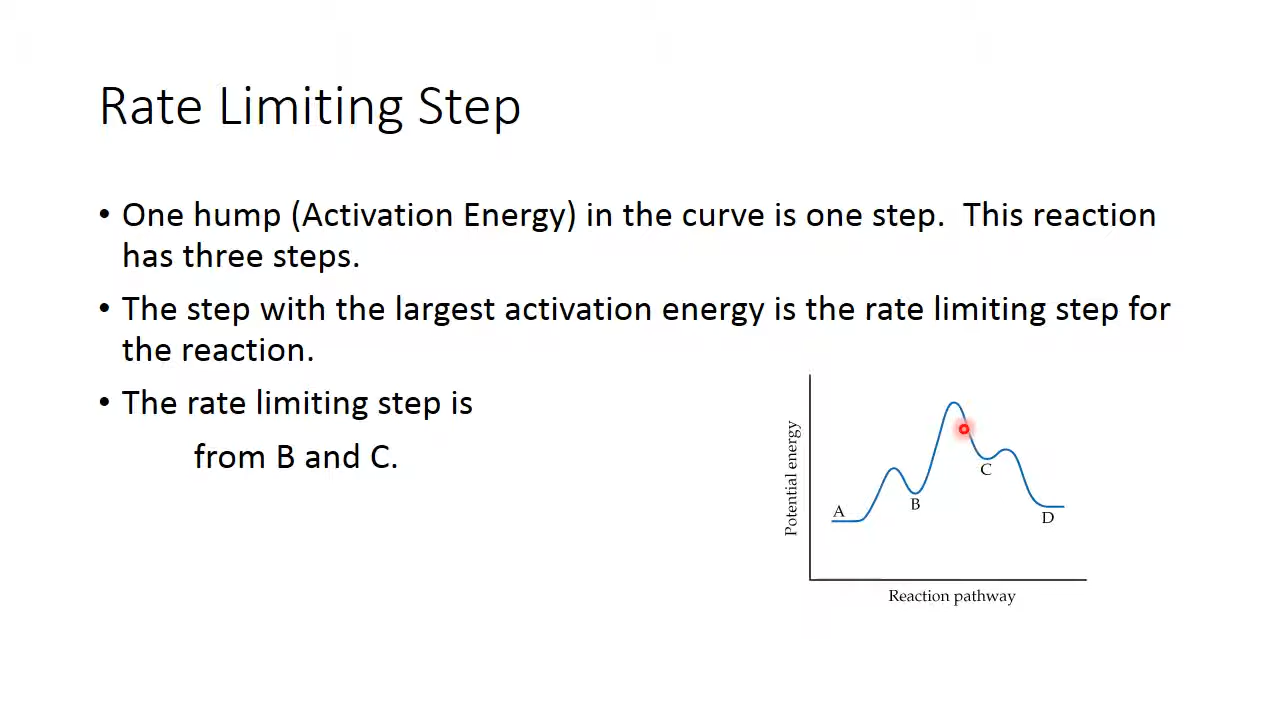 Rate Limiting Step
• One hump (Activation Energy) in the curve is one step.  This reaction
has three steps.
• The step with the largest activation energy is the rate limiting step for
the reaction.
• The rate limiting step is
from B and C.
Potential energy
A
B
C
D
Reaction pathway